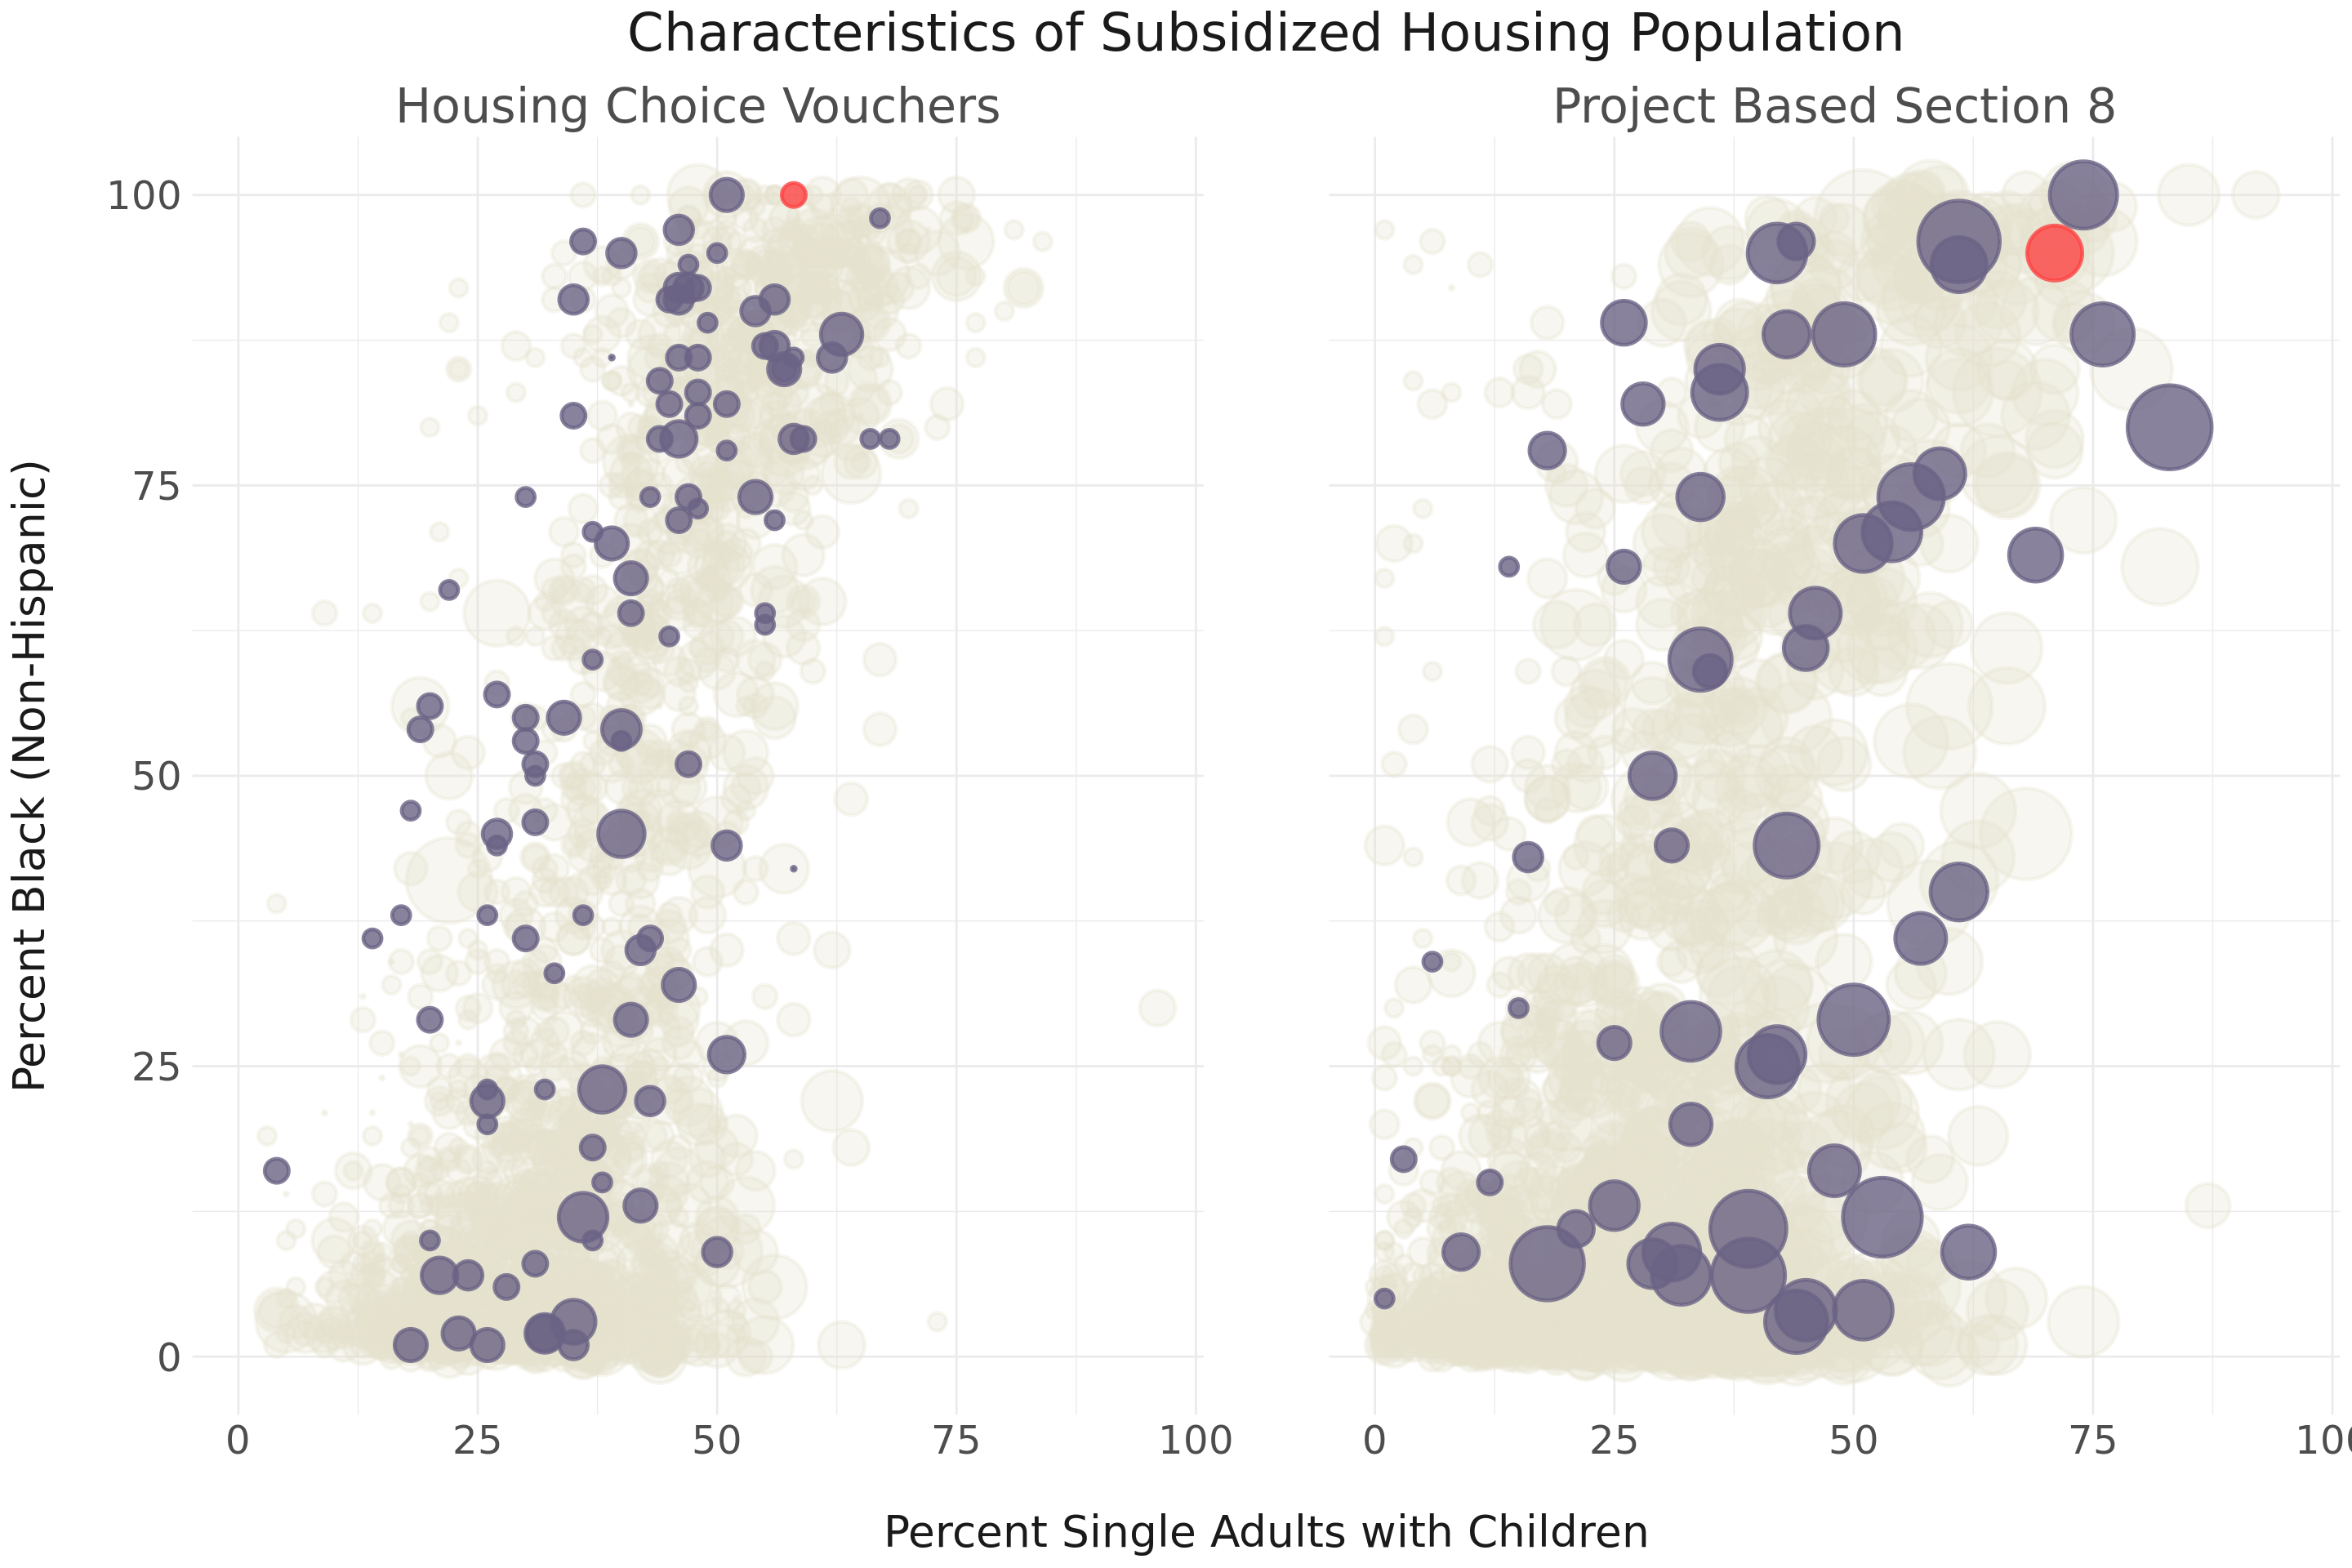 Characteristics of Subsidized Housing Population
Housing Choice Vouchers
Project Based Section 8
Percent Black (Non-Hispanic)
100
75
50
25
0
0 25 50 75 100
0 25 50 75 100
Percent Single Adults with Children